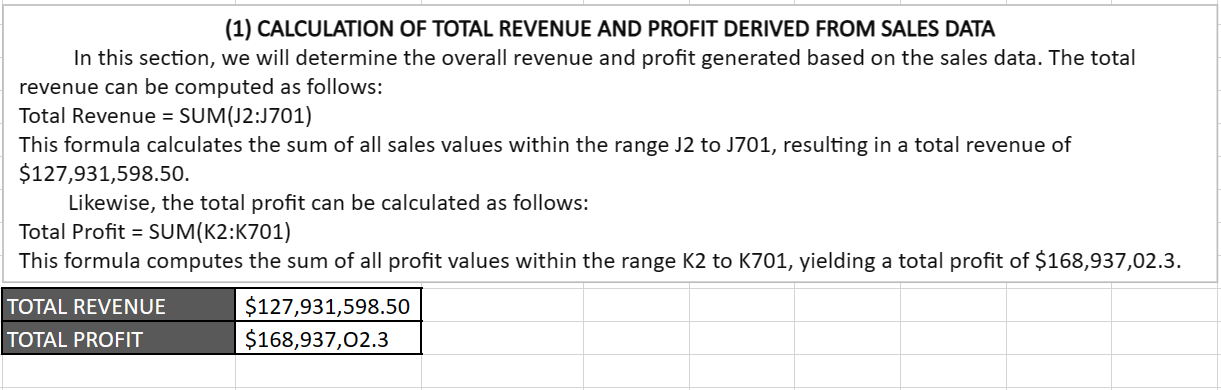 (1) CALCULATION OF TOTAL REVENUE AND PROFIT DERIVED FROM SALES DATA
In this section, we will determine the overall revenue and profit generated based on the sales data. The total
revenue can be computed as follows:
Total Revenue = SUM(J2:J701)
This formula calculates the sum of all sales values within the range J2 to J701, resulting in a total revenue of
$127,931,598.50.
Likewise, the total profit can be calculated as follows:
Total Profit = SUM(K2:K701)
This formula computes the sum of all profit values within the range K2 to K701, yielding a total profit of $168,937,02.3.
TOTAL REVENUE $127,931,598.50
TOTAL PROFIT $168,937,O2.3